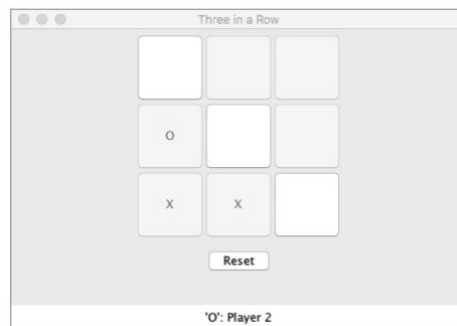 Three in a Row
O
X X
Reset
'O': Player 2